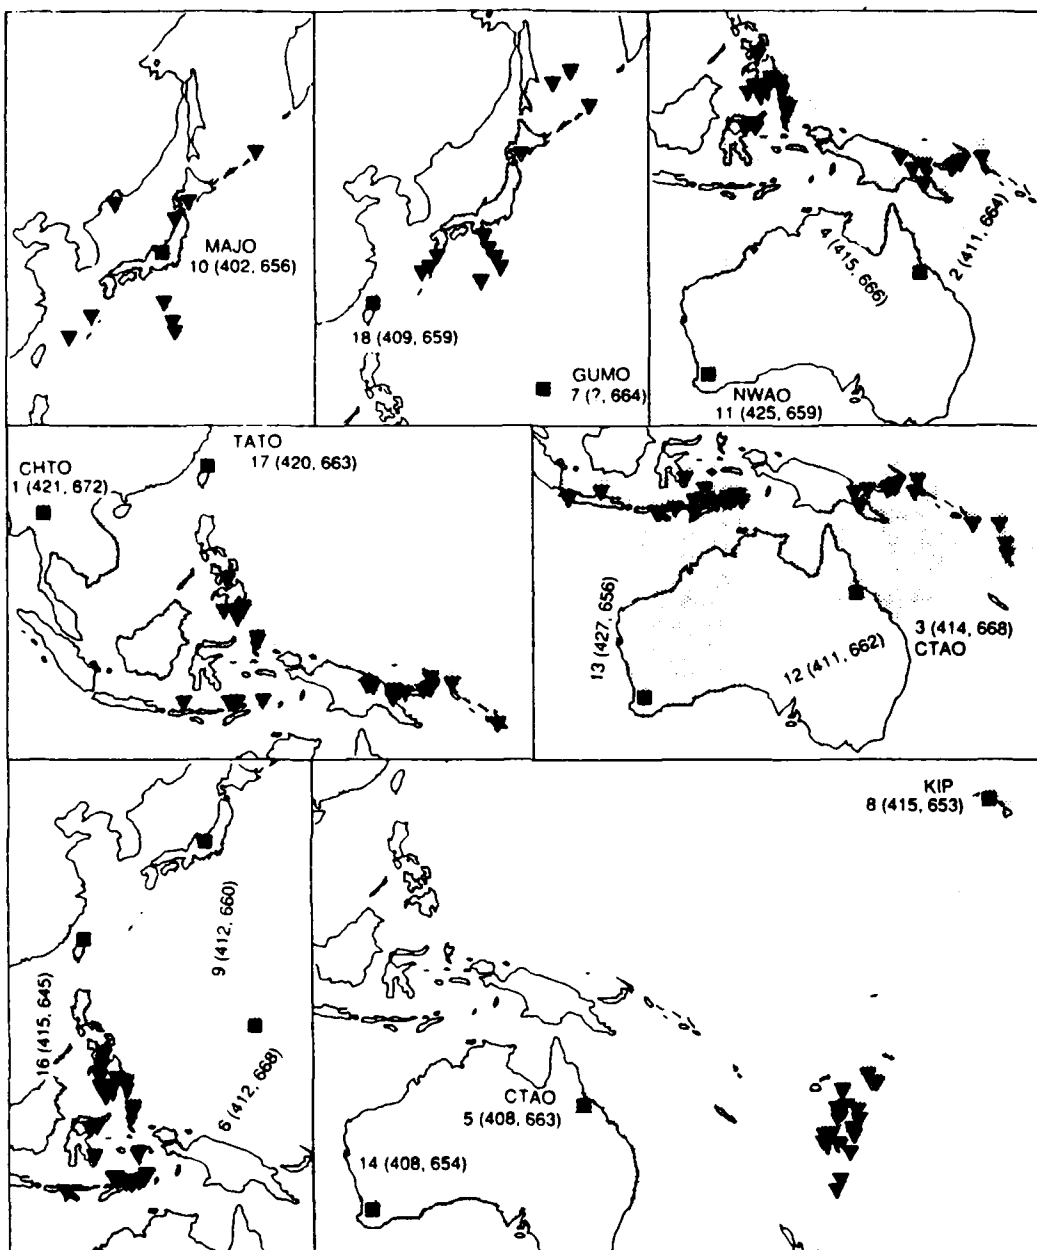 MAJO
10 (402, 656)
18 (409, 659)
GUMO
7 (?, 664)
4 (415, 666)
2 (411, 664)
NWAO
11 (425, 659)
CHTO
1 (421, 672)
TATO
17 (420, 663)
13 (427, 656)
12 (411, 662)
3 (414, 668)
CTAO
9 (412, 660)
16 (415, 645)
6 (412, 668)
KIP
8 (415, 653)
CTAO
5 (408, 663)
14 (408, 654)